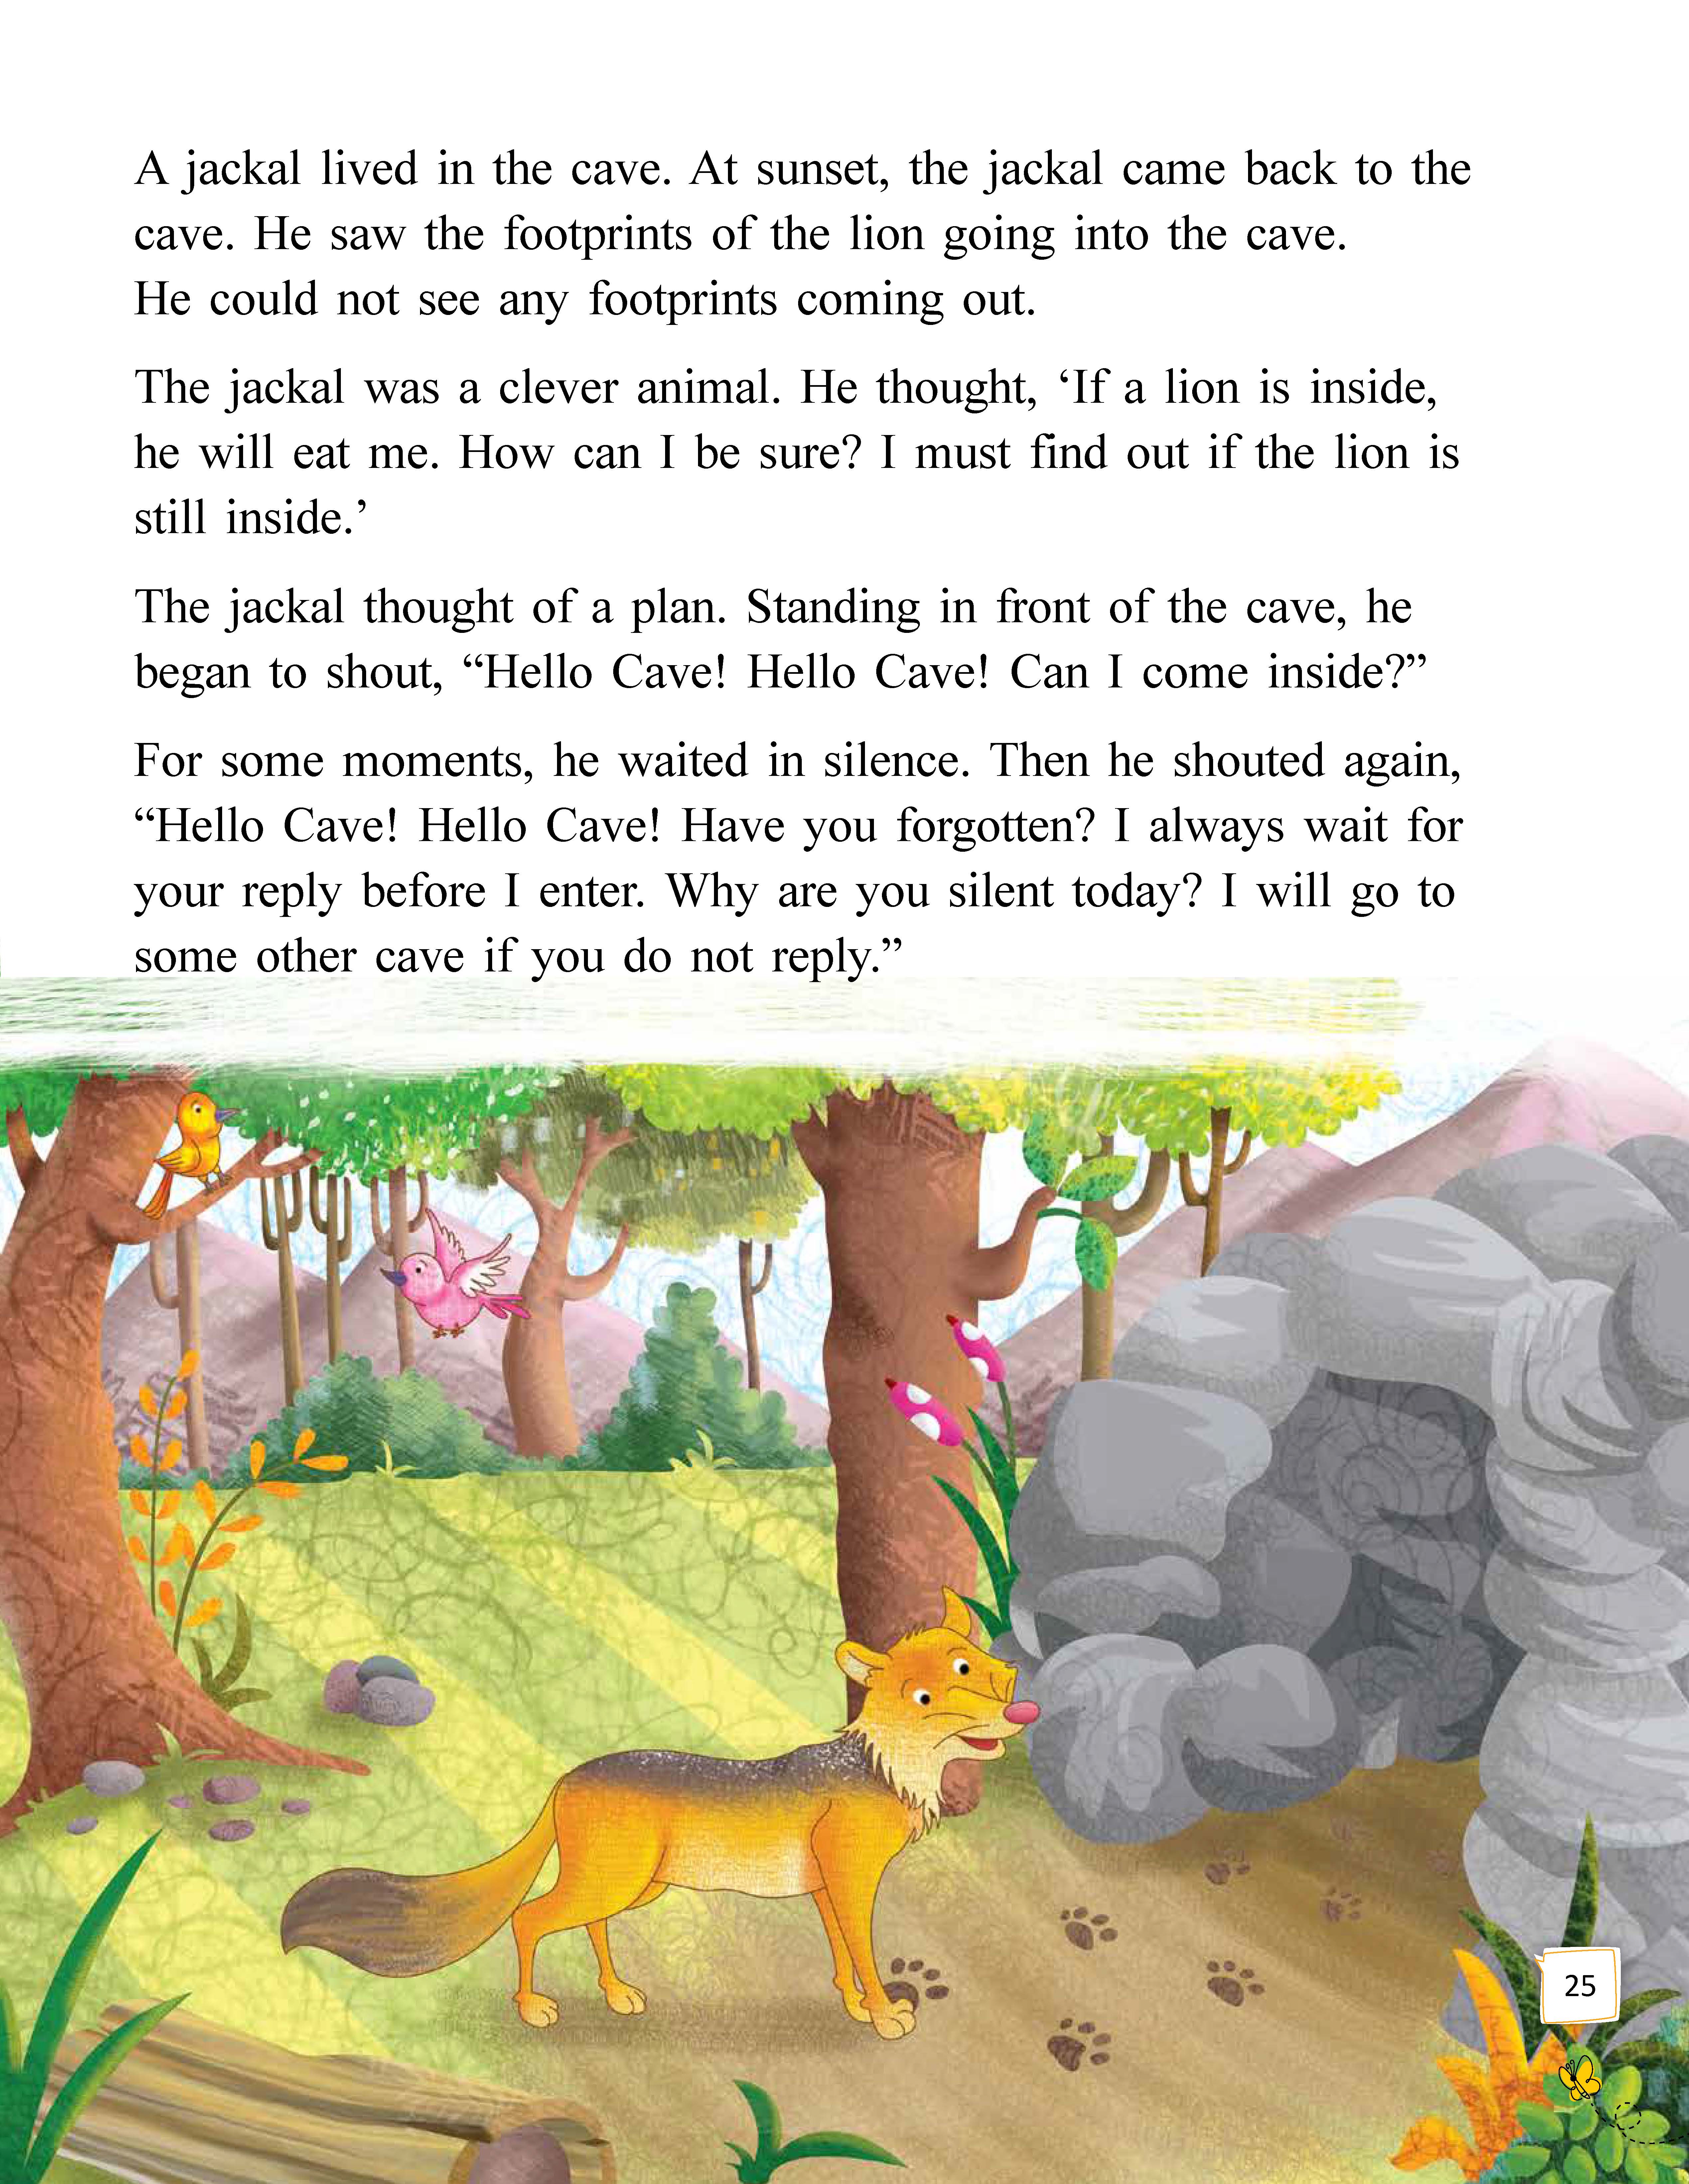 A jackal lived in the cave. At sunset, the jackal came back to the
cave. He saw the footprints of the lion going into the cave.
He could not see any footprints coming out.
The jackal was a clever animal. He thought, ‘If a lion is inside,
he will eat me. How can I be sure? I must find out if the lion is
still inside.’
The jackal thought of a plan. Standing in front of the cave, he
began to shout, “Hello Cave! Hello Cave! Can I come inside?”
For some moments, he waited in silence. Then he shouted again,
“Hello Cave! Hello Cave! Have you forgotten? I always wait for
your reply before I enter. Why are you silent today? I will go to
some other cave if you do not reply.”
25